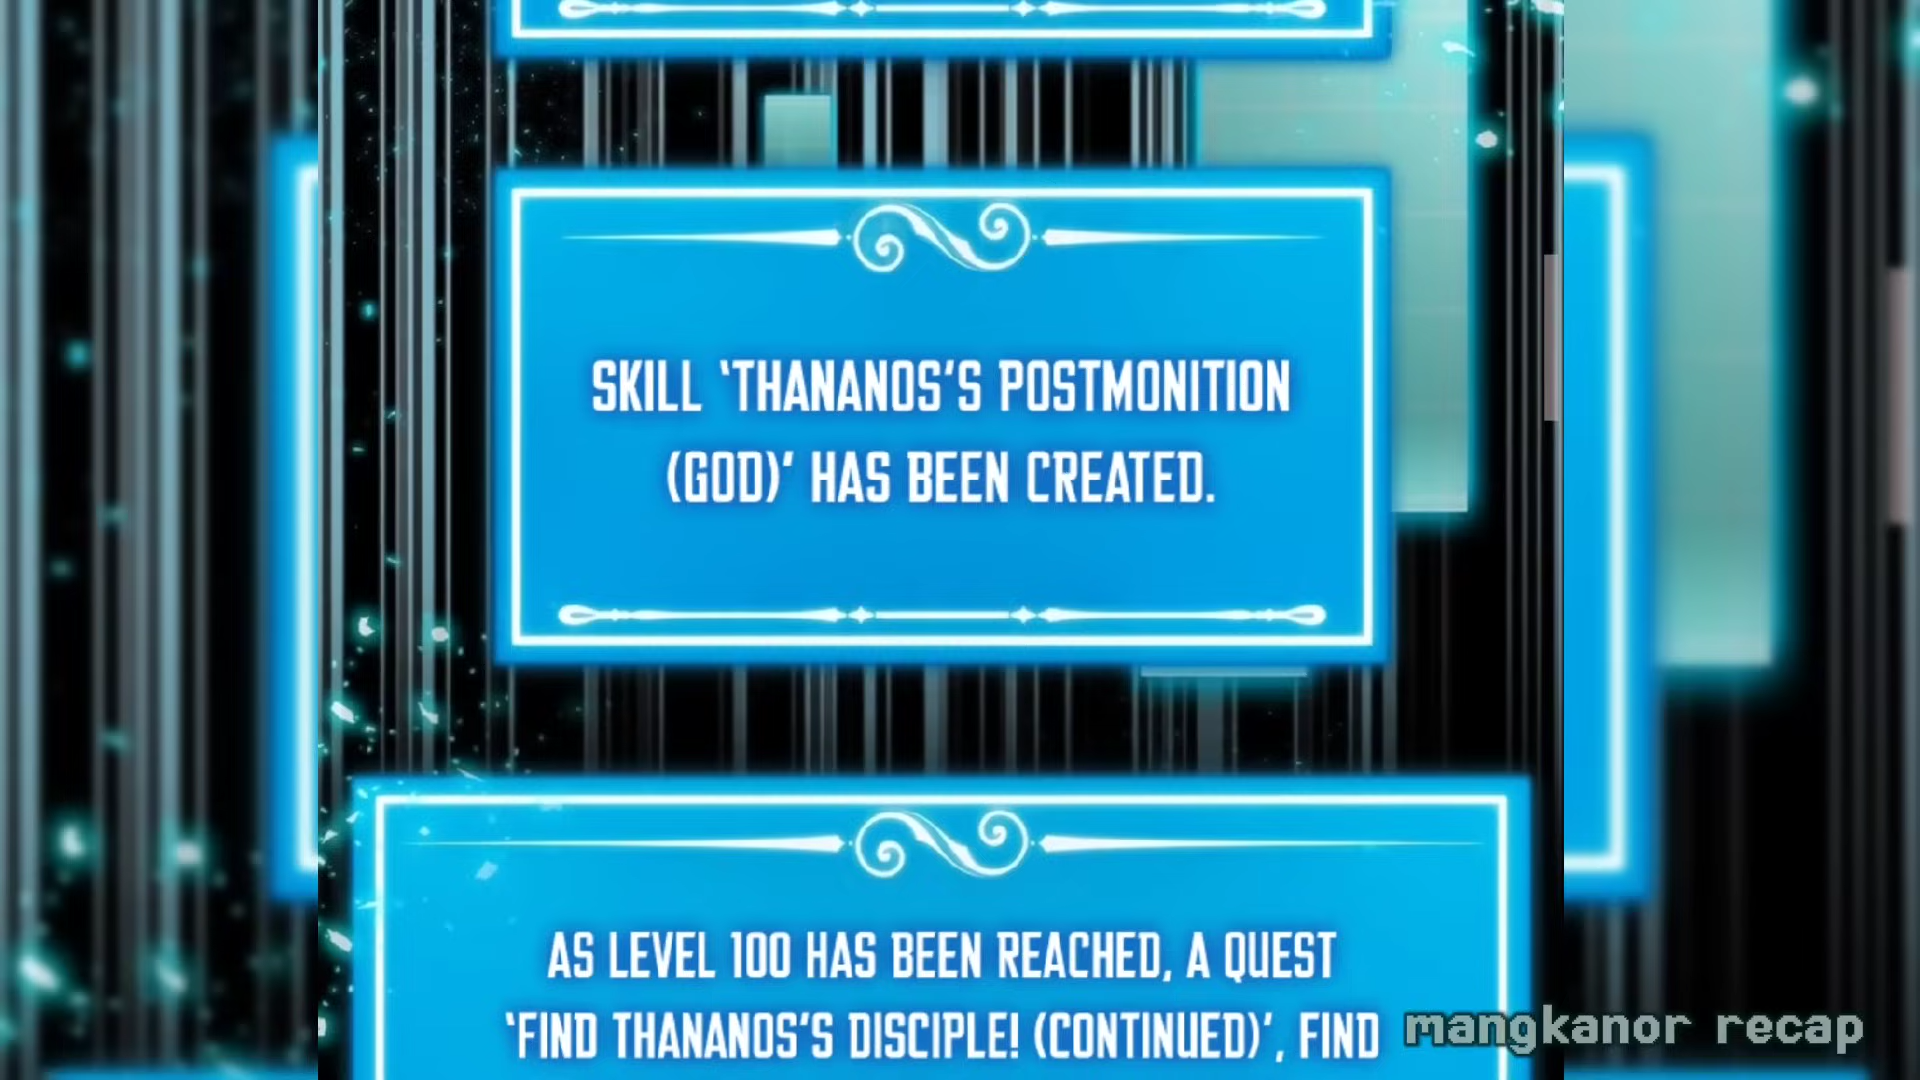 SKILL ‘THANANOS’S POSTMONITION
(GOD)’ HAS BEEN CREATED.
AS LEVEL 100 HAS BEEN REACHED, A QUEST
‘FIND THANANOS’S DISCIPLE! (CONTINUED)’, FIND
mangkanor recap